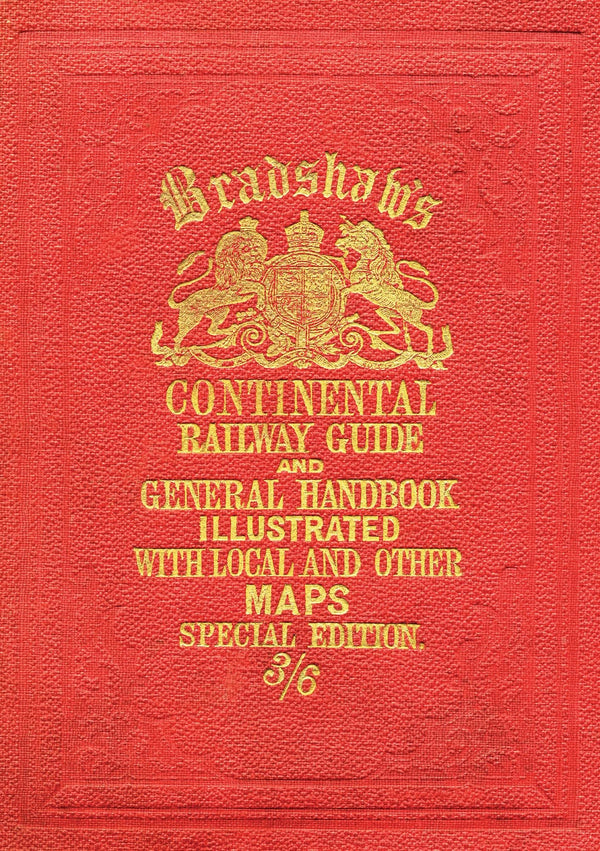 Bradshaw's
CONTINENTAL
RAILWAY GUIDE
AND
GENERAL HANDBOOK
ILLUSTRATED
WITH LOCAL AND OTHER
MAPS
SPECIAL EDITION.
3/6